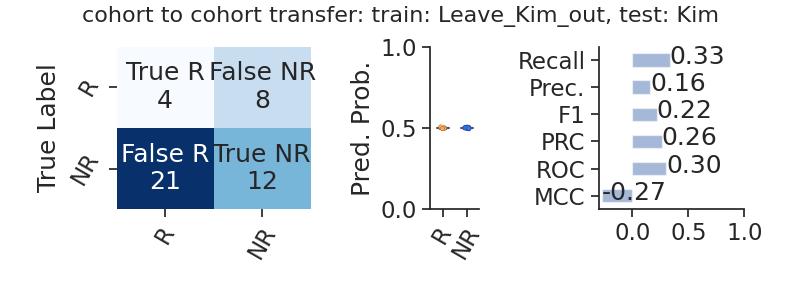 cohort to cohort transfer: train: Leave_Kim_out, test: Kim
True Label
R
NR
True R
4
False NR
8
False R
21
True NR
12
R
NR
Pred. Prob.
1.0
0.5
0.0
R
NR
Recall
0.33
Prec.
0.16
F1
0.22
PRC
0.26
ROC
0.30
MCC
-0.27
0.0
0.5
1.0